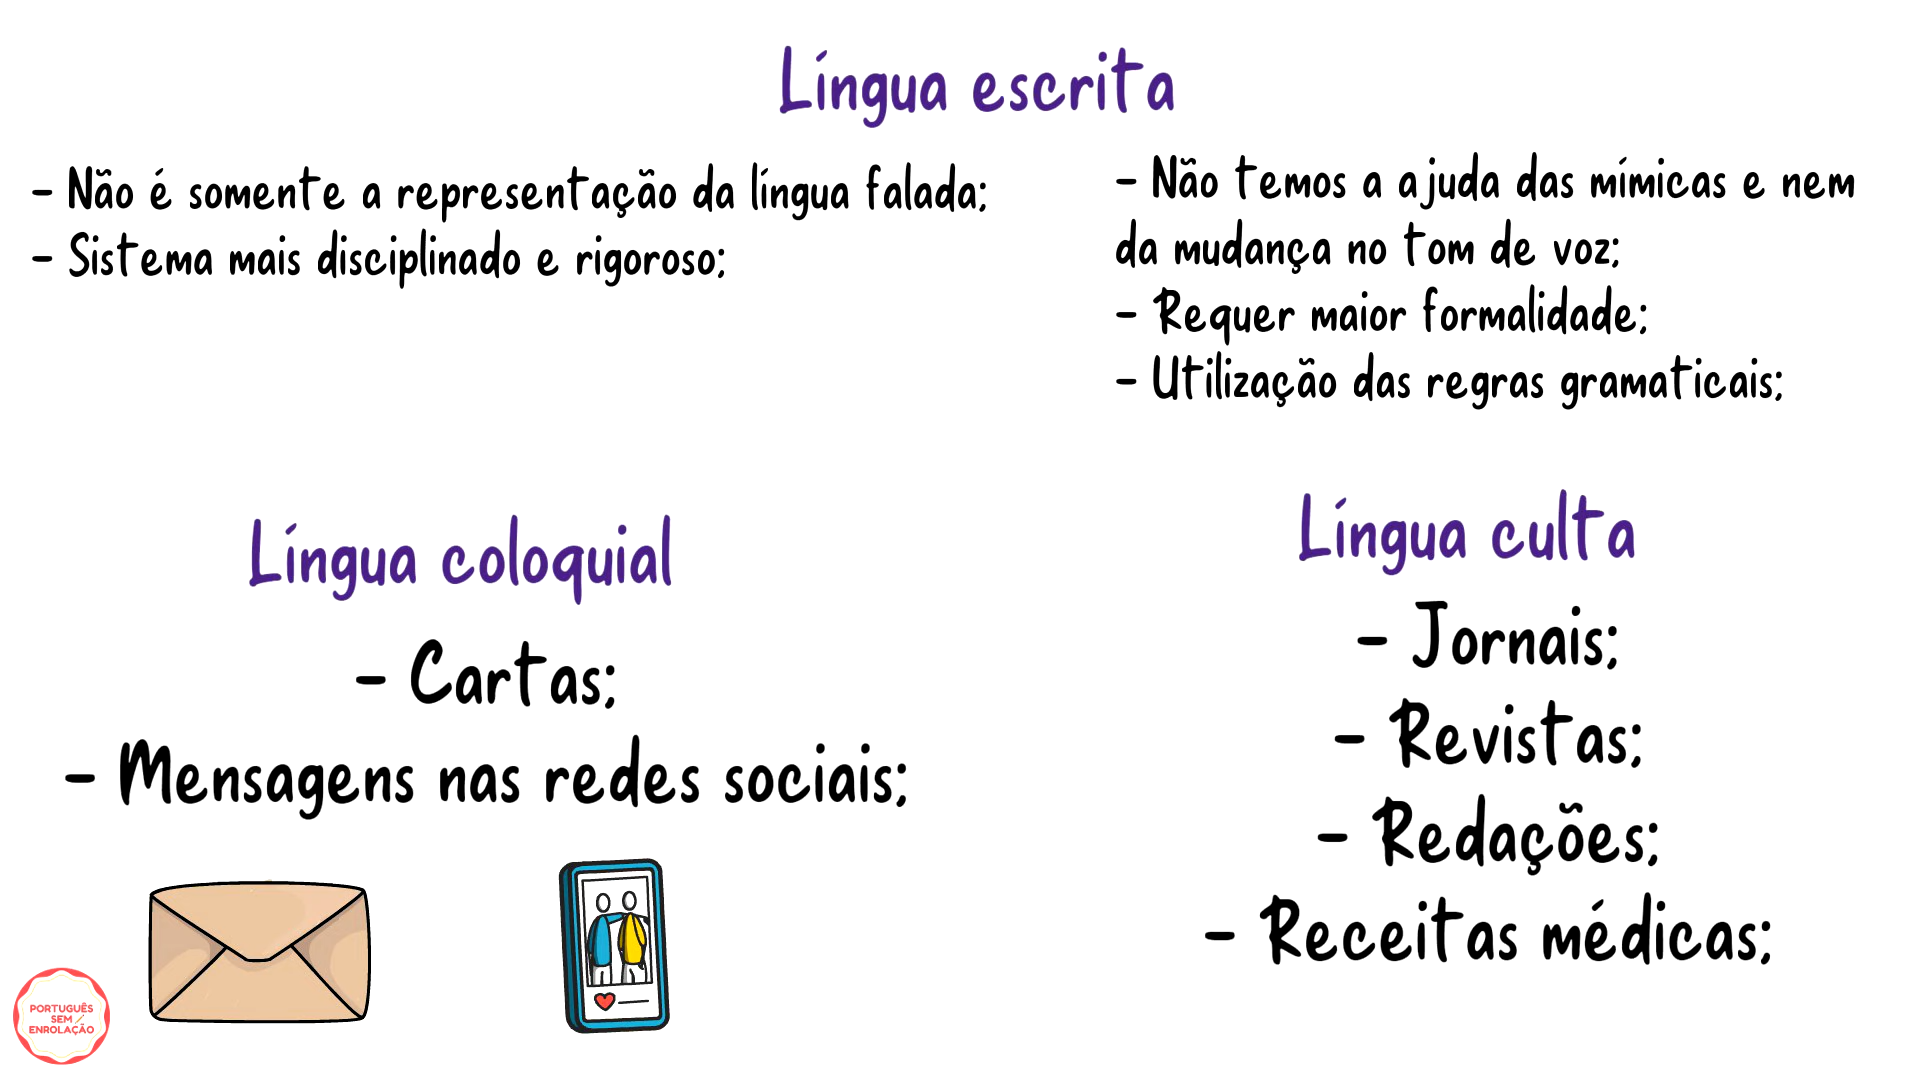 Língua escrita
- Não é somente a representação da língua falada;
- Sistema mais disciplinado e rigoroso;
- Não temos a ajuda das mímicas e nem
da mudança no tom de voz;
- Requer maior formalidade;
- Utilização das regras gramaticais;
Língua coloquial
- Cartas;
- Mensagens nas redes sociais;
Língua culta
- Jornais;
- Revistas;
- Redações;
- Receitas médicas;
PORTUGUÊS
SEM
ENROLAÇÃO